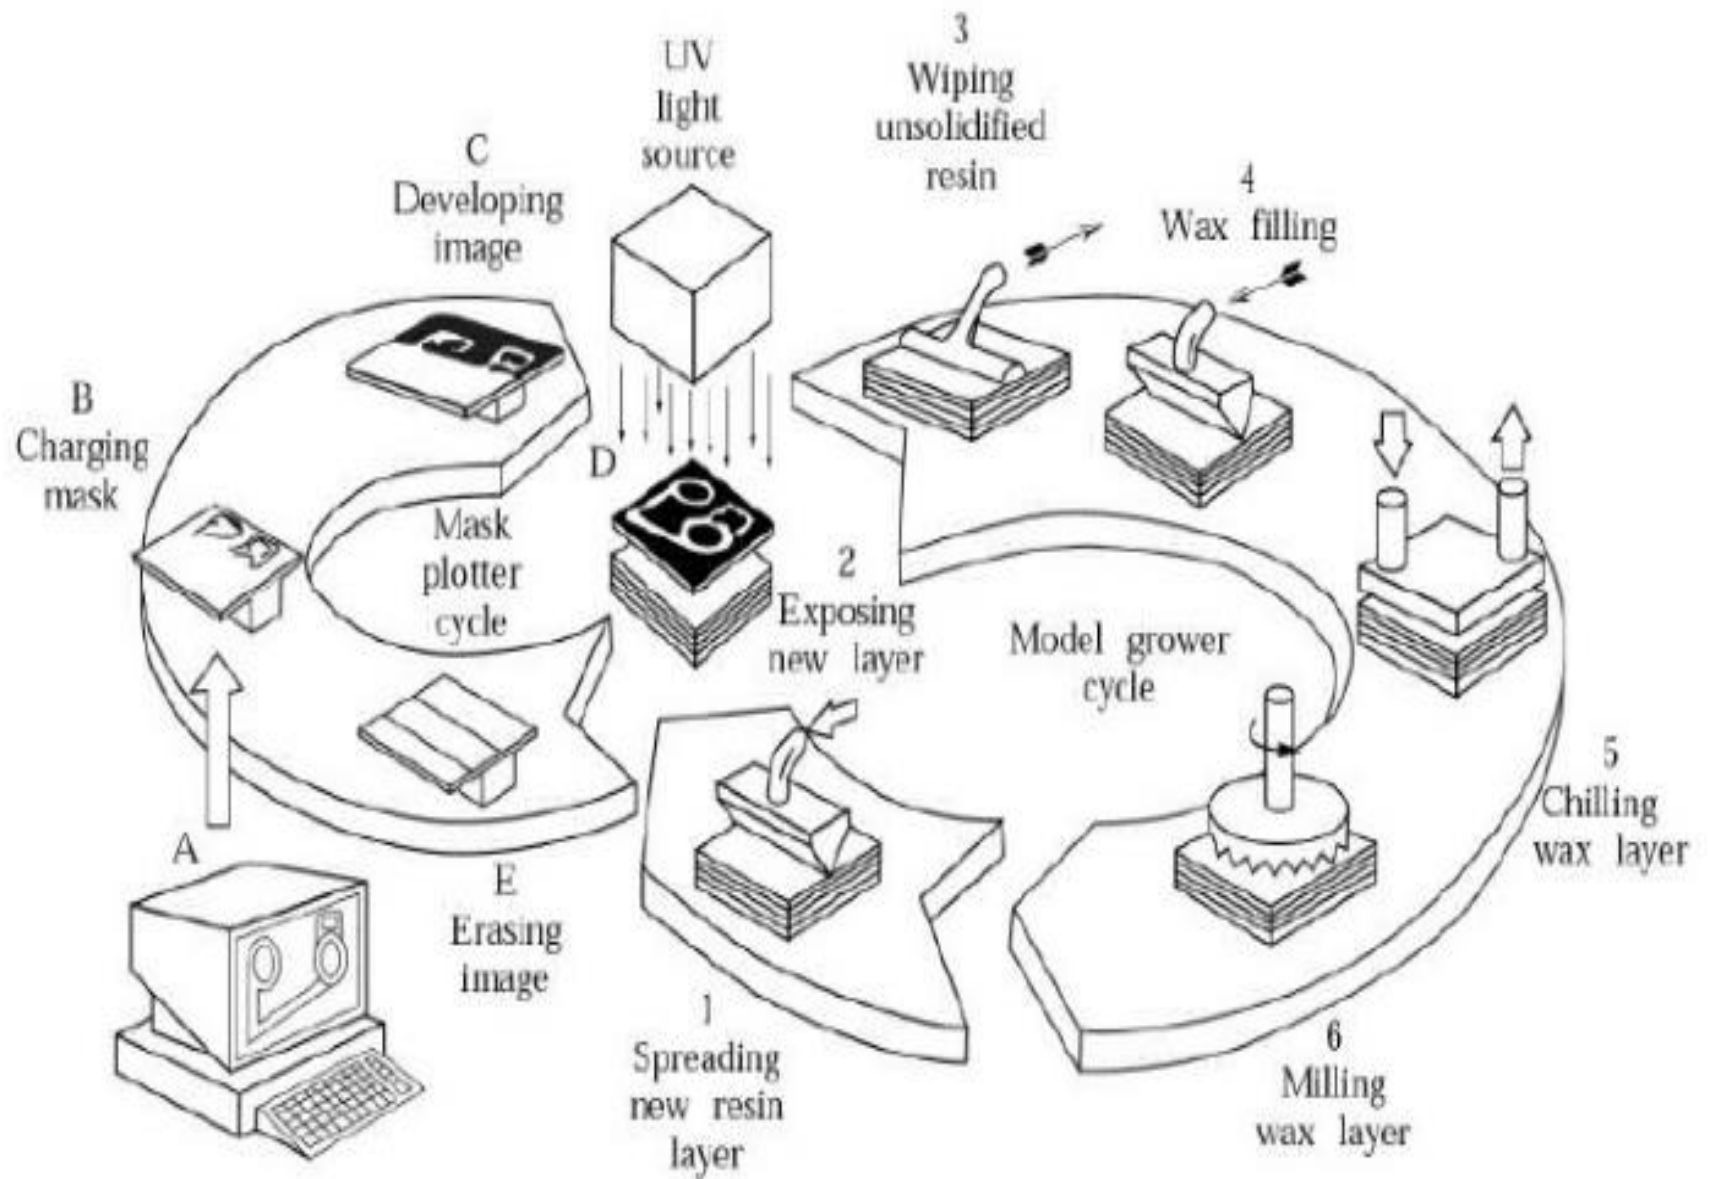 UV
light
source
3
Wiping
unsolidified
resin
4
Wax filling
C
Developing
image
B
Charging
mask
D
Mask
plotter
cycle
2
Exposing
new layer
Model grower
cycle
5
Chilling
wax layer
A
E
Erasing
image
1
Spreading
new resin
layer
6
Milling
wax layer